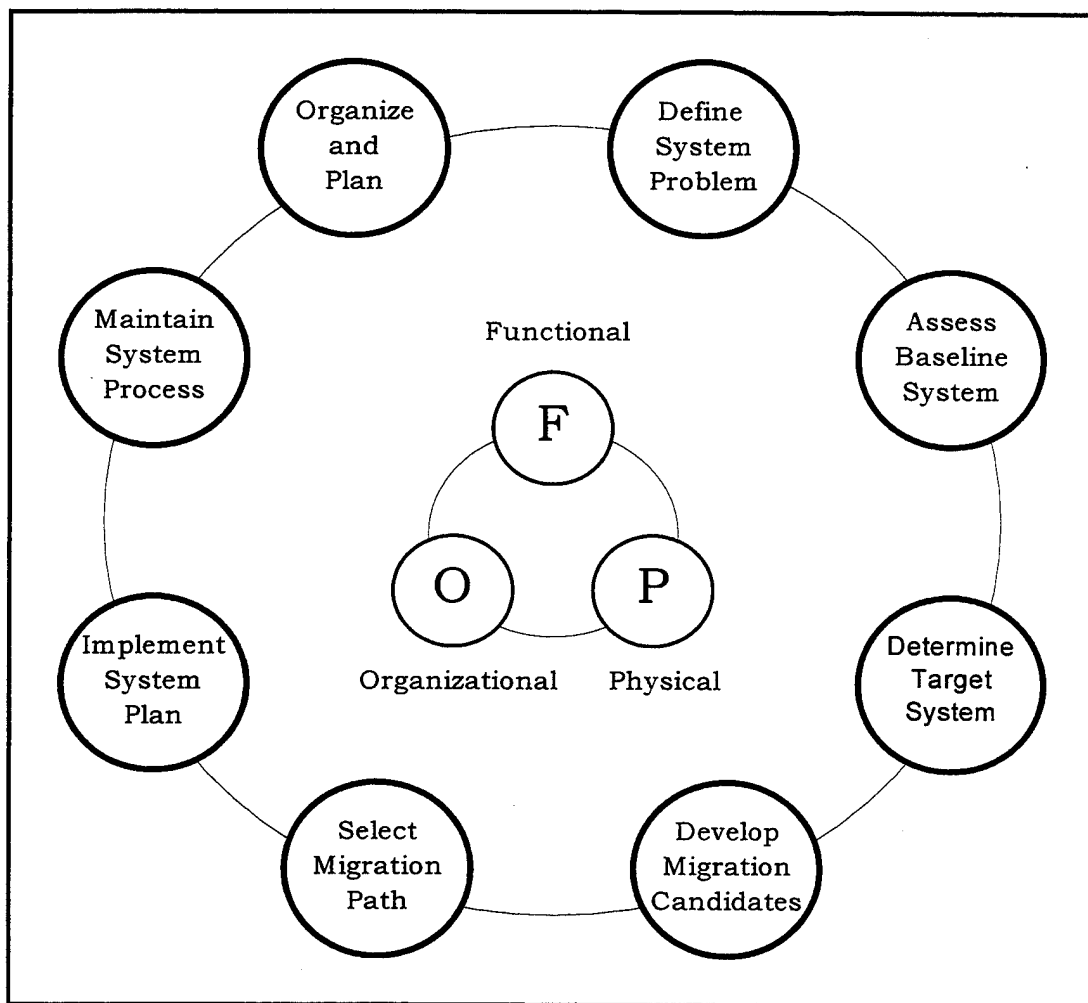 Organize
and
Plan
Define
System
Problem
Assess
Baseline
System
Determine
Target
System
Develop
Migration
Candidates
Select
Migration
Path
Implement
System
Plan
Maintain
System
Process
Functional
F
O
P
Organizational
Physical